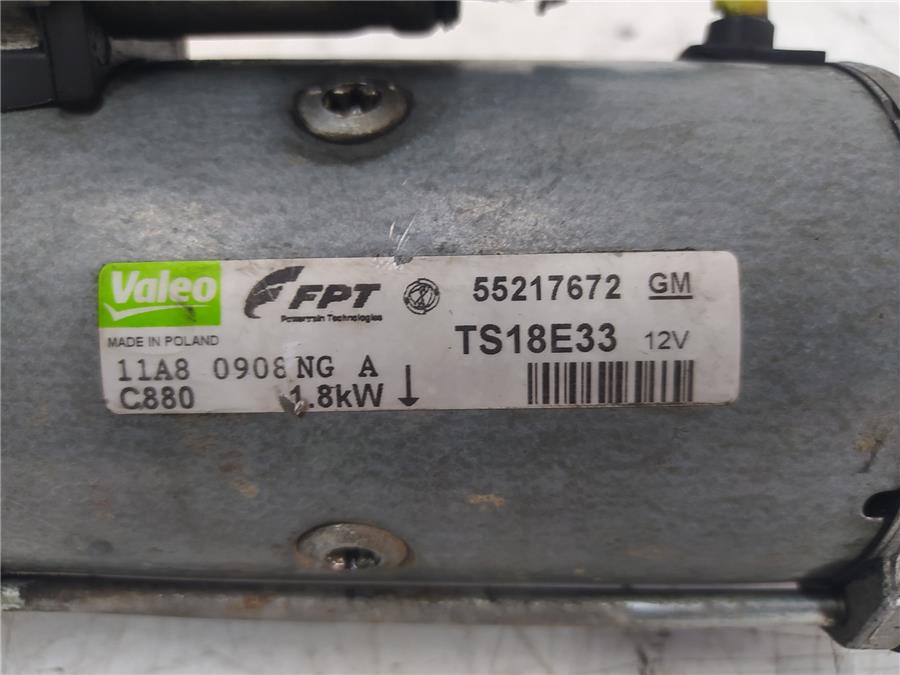 Valeo
FPT
Powertrain Technologies
55217672 GM
MADE IN POLAND
TS18E33 12V
11A8 0908 NG A
C880 1.8kW ↓